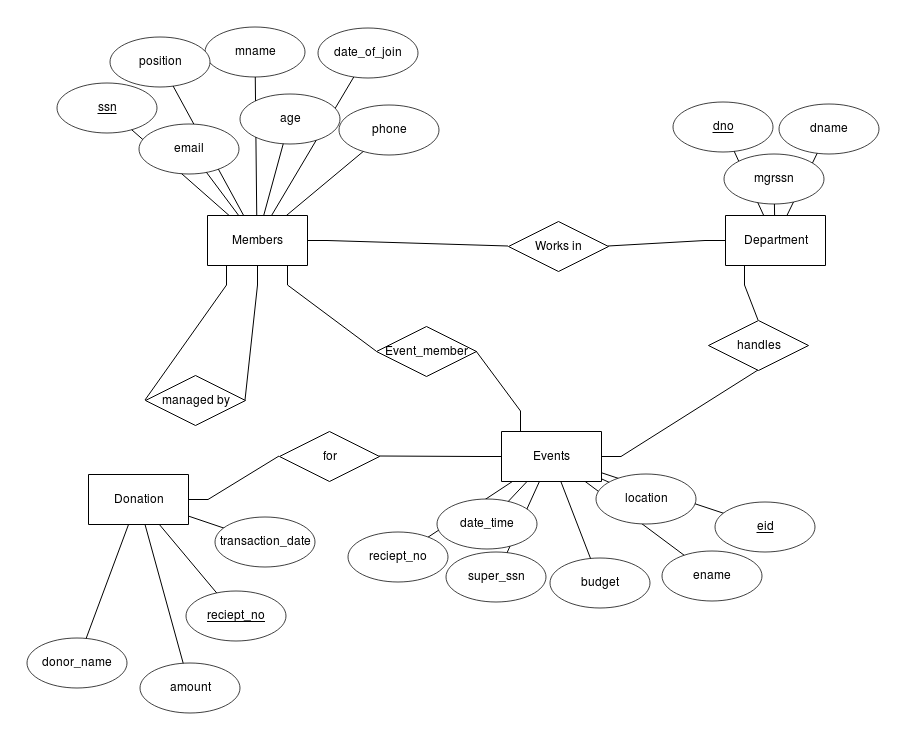 mname
date_of_join
position
ssn
age
phone
email
dno
dname
mgrssn
Members
Works in
Department
handles
Event_member
managed by
for
Events
Donation
location
date_time
eid
transaction_date
reciept_no
super_ssn
budget
ename
reciept_no
donor_name
amount